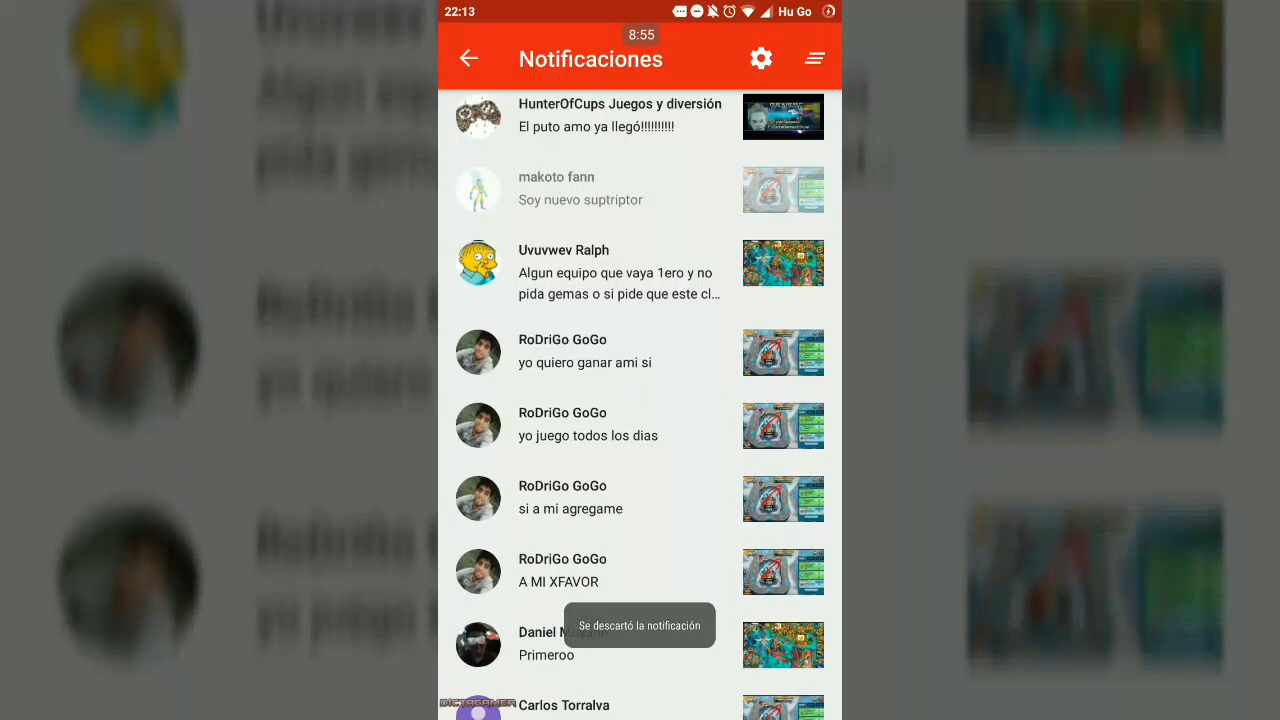 22:13
Hu Go
8:55
Notificaciones
HunterOfCups Juegos y diversión
El puto amo ya llegó!!!!!!!!!!
makoto fann
Soy nuevo suptriptor
Uvuvwev Ralph
Algun equipo que vaya 1ero y no
pida gemas o si pide que este cl...
RoDriGo GoGo
yo quiero ganar ami si
RoDriGo GoGo
yo juego todos los dias
RoDriGo GoGo
si a mi agregame
RoDriGo GoGo
A MI XFAVOR
Daniel
Se descartó la notificación
Primeroo
DICTAGAMER
Carlos Torralva